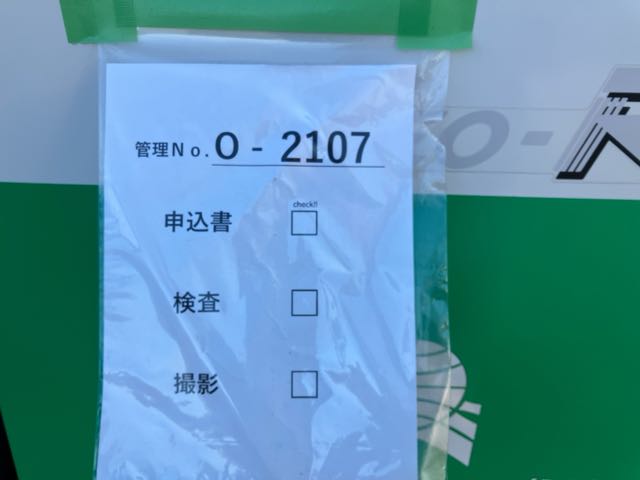 管理No. O - 2107
check!!
申込書 □
検査 □
撮影 □